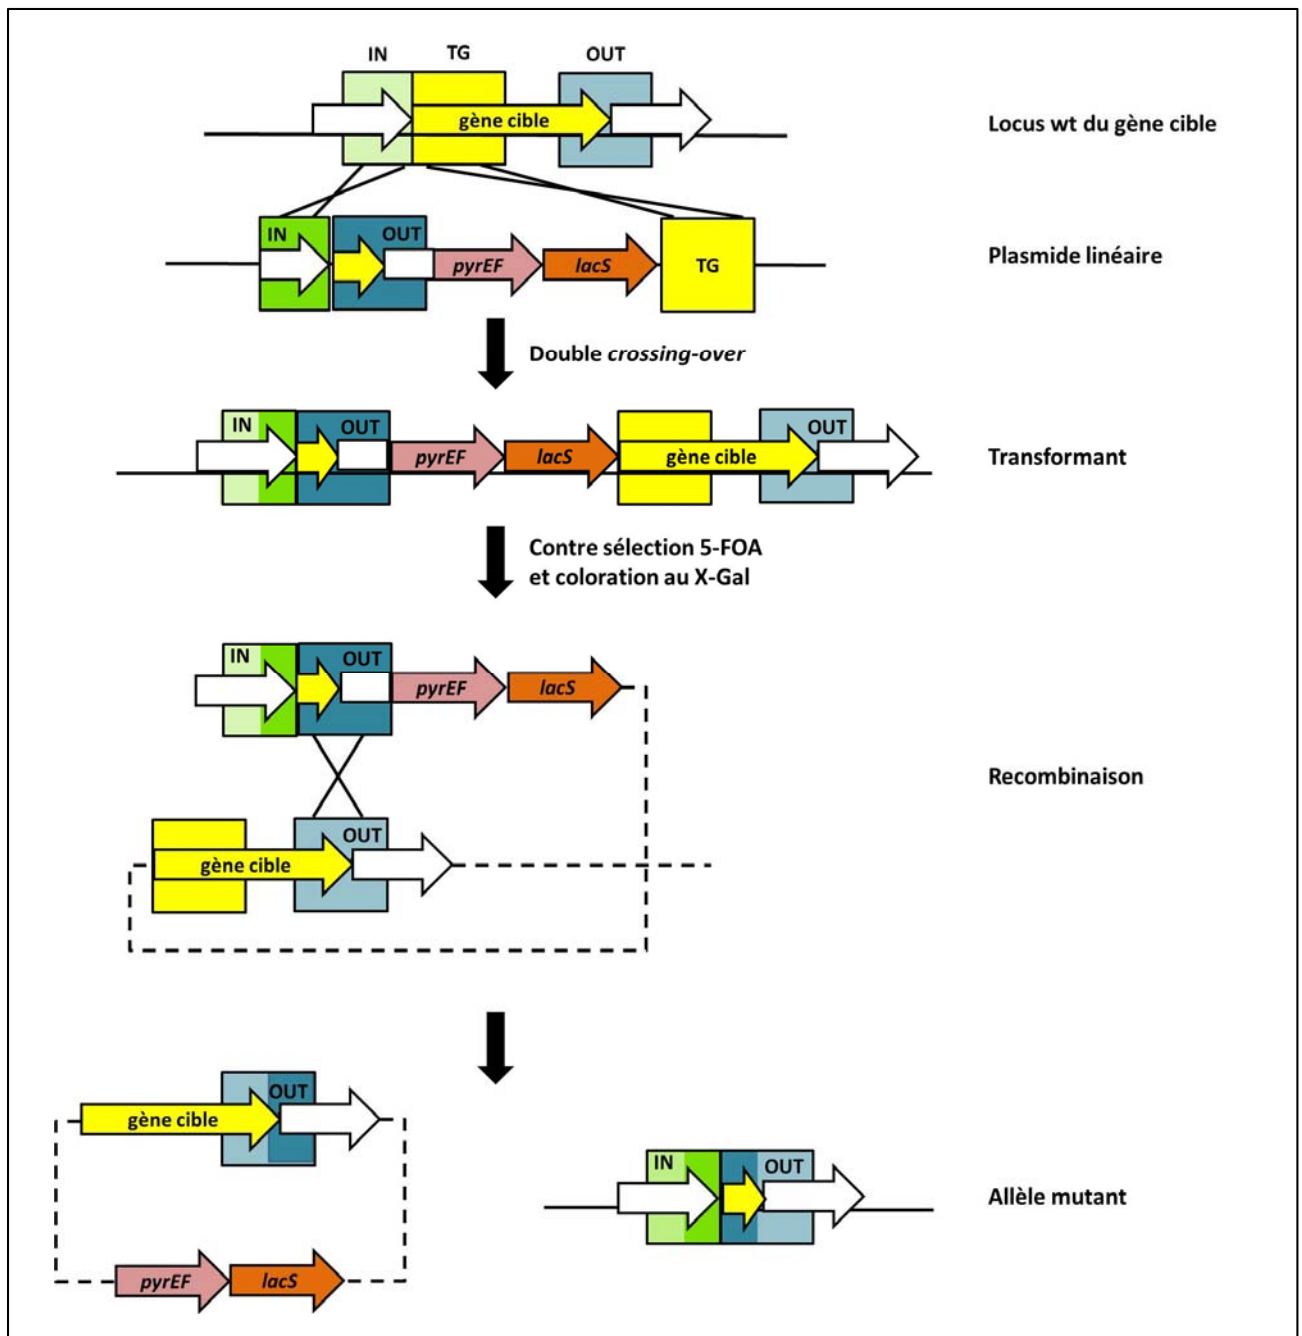 IN TG OUT
gène cible
Locus wt du gène cible
IN OUT pyrEF lacS TG
Plasmide linéaire
Double crossing-over
IN OUT pyrEF lacS gène cible OUT
Transformant
Contre sélection 5-FOA
et coloration au X-Gal
IN OUT pyrEF lacS
Recombinaison
gène cible OUT
OUT
gène cible
IN OUT
Allèle mutant
pyrEF lacS